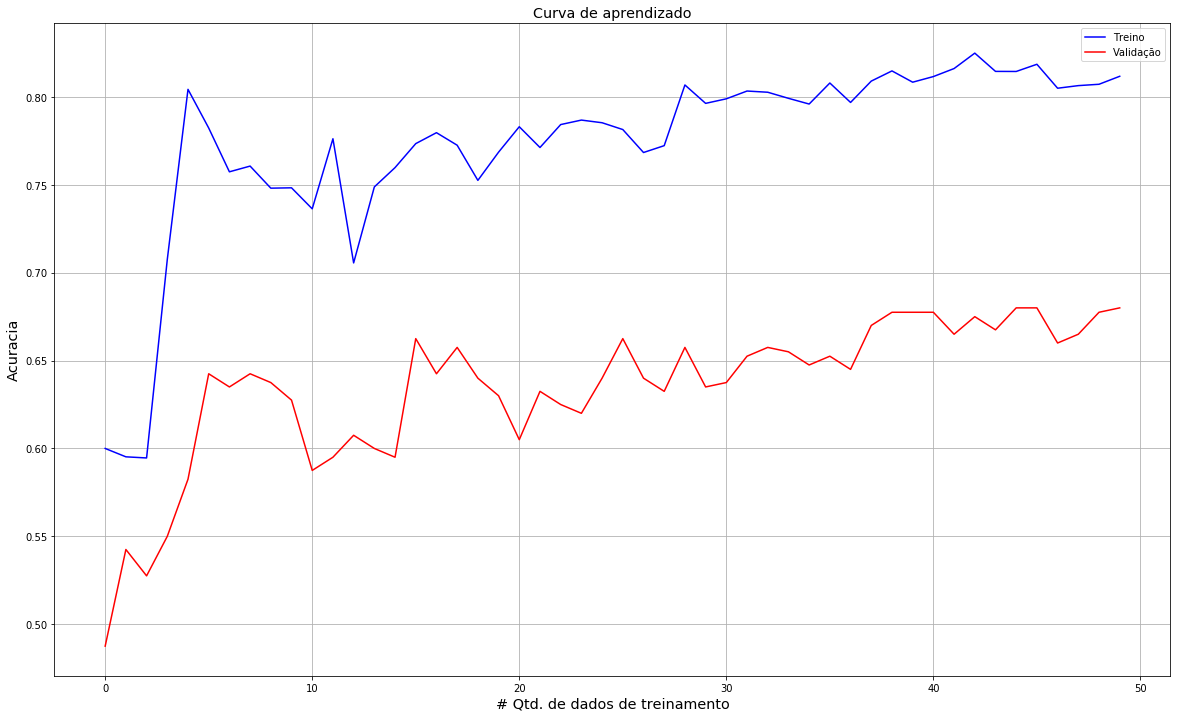 Curva de aprendizado
Treino
Validação
Acuracia
0.80
0.75
0.70
0.65
0.60
0.55
0.50
0
10
20
30
40
50
# Qtd. de dados de treinamento